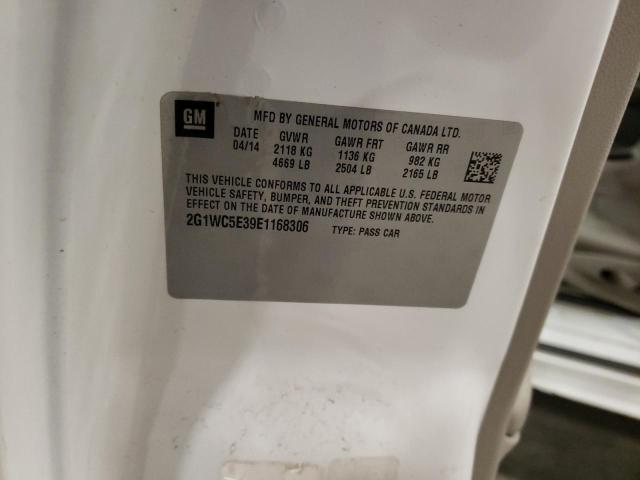 GM
MFD BY GENERAL MOTORS OF CANADA LTD.
DATE GVWR GAWR FRT GAWR RR
04/14 2118 KG 1136 KG 982 KG
4669 LB 2504 LB 2165 LB
THIS VEHICLE CONFORMS TO ALL APPLICABLE U.S. FEDERAL MOTOR
VEHICLE SAFETY, BUMPER, AND THEFT PREVENTION STANDARDS IN
EFFECT ON THE DATE OF MANUFACTURE SHOWN ABOVE.
2G1WC5E39E1168306 TYPE: PASS CAR